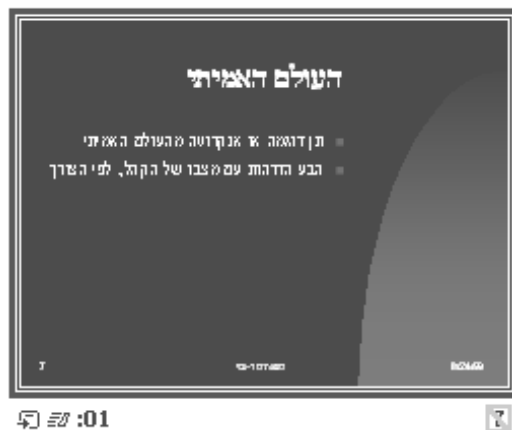 העולם האמיתי
תן דוגמה או אנקדוטה מהעולם האמיתי
הבע הזדהות עם מצבו של הקהל, לפי הצורך
:01